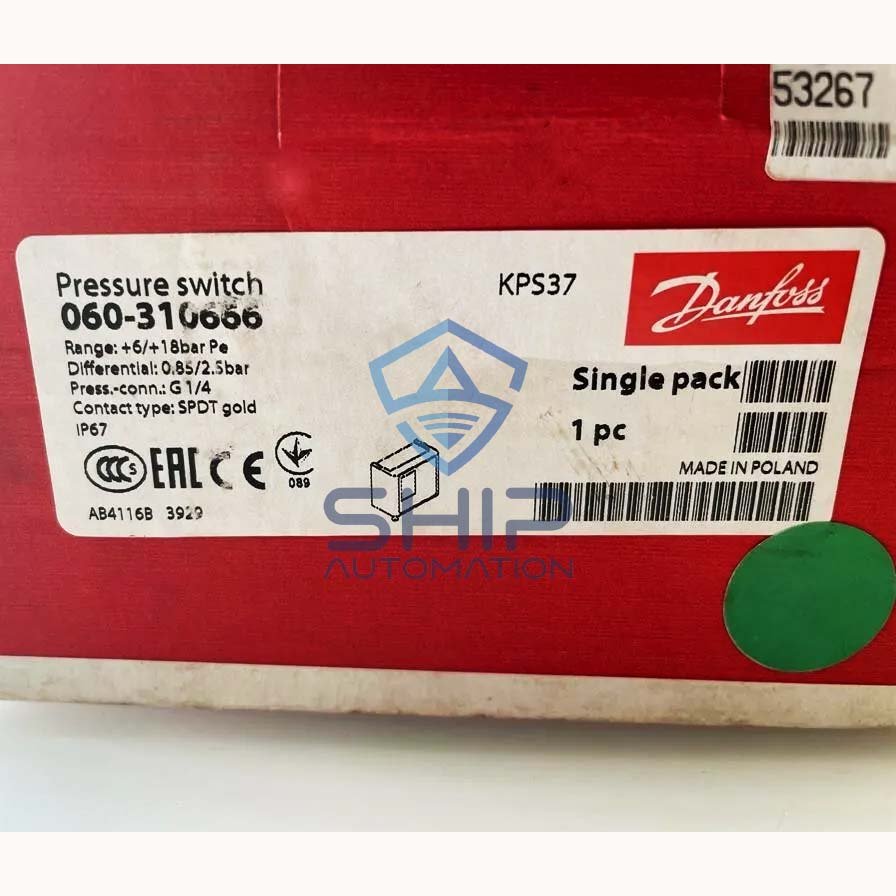 53267
Pressure switch
KPS37
Danfoss
060-310666
Range: +6/+18bar Pe
Differential: 0.85/2.5bar
Press.-conn.: G 1/4
Contact type: SPDT gold
IP67
Single pack
1 pc
MADE IN POLAND
CCC S
EAC
CE
089
AB4116B 3929
SHIP
AUTOMATION